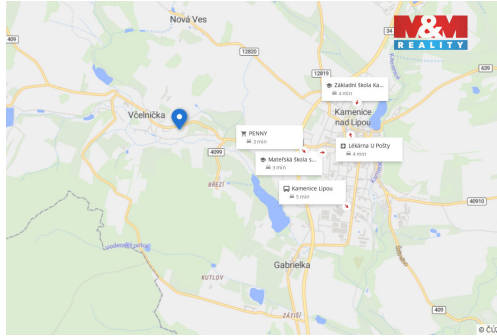 Nová Ves
409
12820
34
M&M
REALITY
12819
Základní škola Ka...
4 min
Včelnička
Kamenice
nad Lipou
PENNY
3 min
Lékárna U Pošty
4 min
4099
Mateřská škola s...
3 min
BŘEZÍ
Kamenice Lipou
5 min
40910
Gabrielka
KUTLOV
409
ZÁTIŠÍ
© ČÚZ